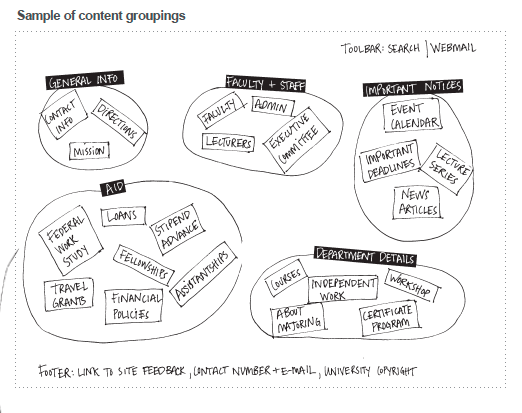 Sample of content groupings
TOOLBAR: SEARCH | WEBMAIL
GENERAL INFO
CONTACT
INFO
DIRECTIONS
MISSION
FACULTY + STAFF
FACULTY
ADMIN
LECTURERS
EXECUTIVE
COMMITTEE
IMPORTANT NOTICES
EVENT
CALENDAR
IMPORTANT
DEADLINES
LECTURE
SERIES
NEWS
ARTICLES
AID
FEDERAL
WORK
STUDY
LOANS
STIPEND
ADVANCE
FELLOWSHIPS
ASSISTANTSHIPS
TRAVEL
GRANTS
FINANCIAL
POLICIES
DEPARTMENT DETAILS
COURSES
INDEPENDENT
WORK
WORKSHOP
ABOUT
MAJORING
CERTIFICATE
PROGRAM
FOOTER: LINK TO SITE FEEDBACK, CONTACT NUMBER + E-MAIL, UNIVERSITY COPYRIGHT